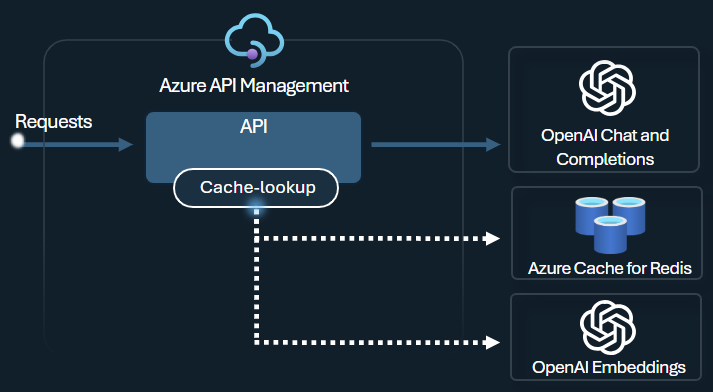 Azure API Management
Requests
API
Cache-lookup
OpenAI Chat and
Completions
Azure Cache for Redis
OpenAI Embeddings